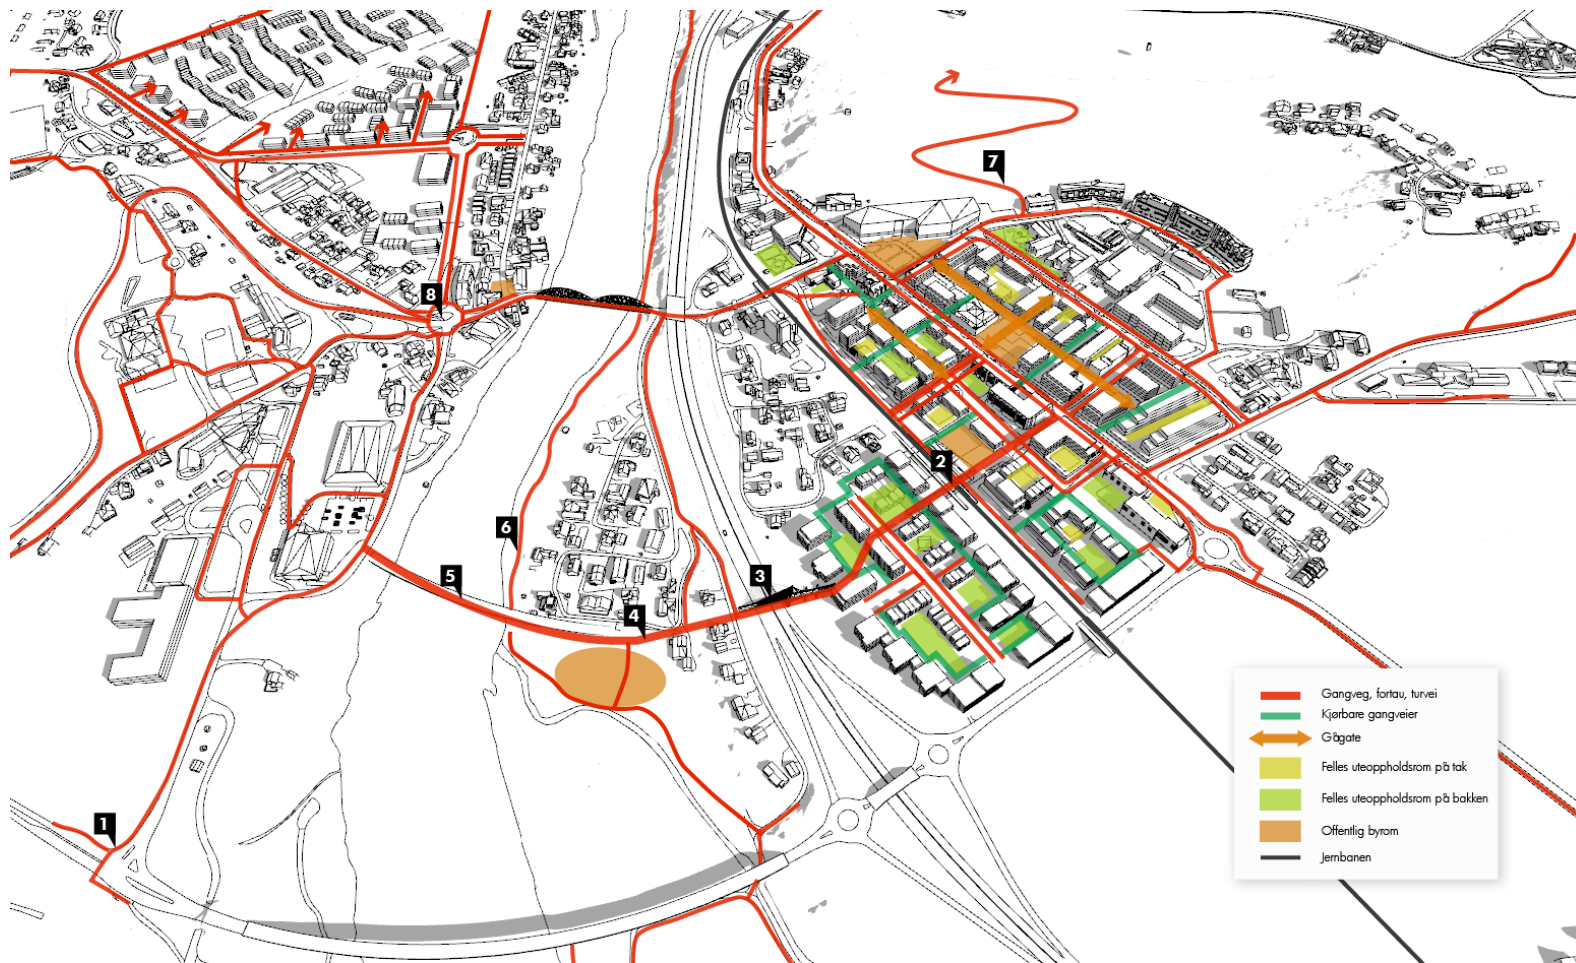 7
8
2
6
5
3
4
1
Gangveg, fortau, turvei
Kjørbare gangveier
Gågate
Felles uteoppholdsrom på tak
Felles uteoppholdsrom på bakken
Offentlig byrom
Jernbanen